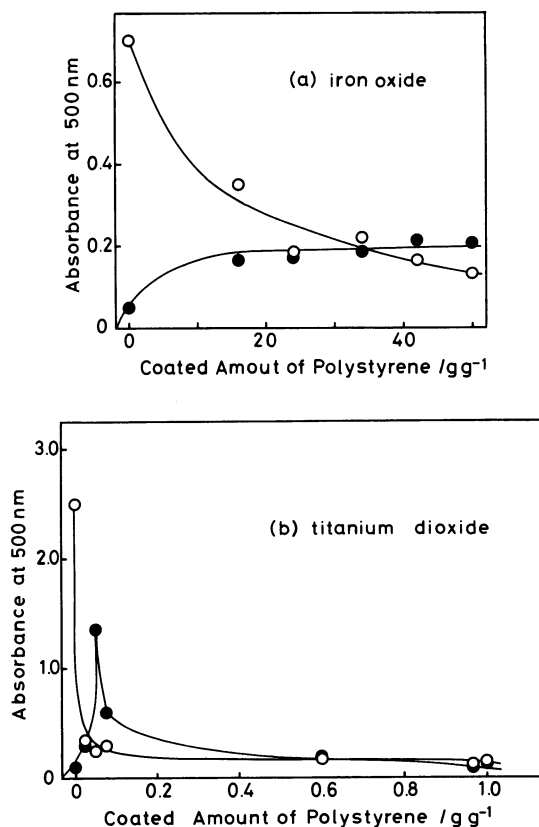 Absorbance at 500 nm
0.6
0.4
0.2
0
(a) iron oxide
0 20 40
Coated Amout of Polystyrene /gg⁻¹
Absorbance at 500 nm
3.0
2.0
1.0
0
(b) titanium dioxide
0 0.2 0.4 0.6 0.8 1.0
Coated Amount of Polystyrene /gg⁻¹